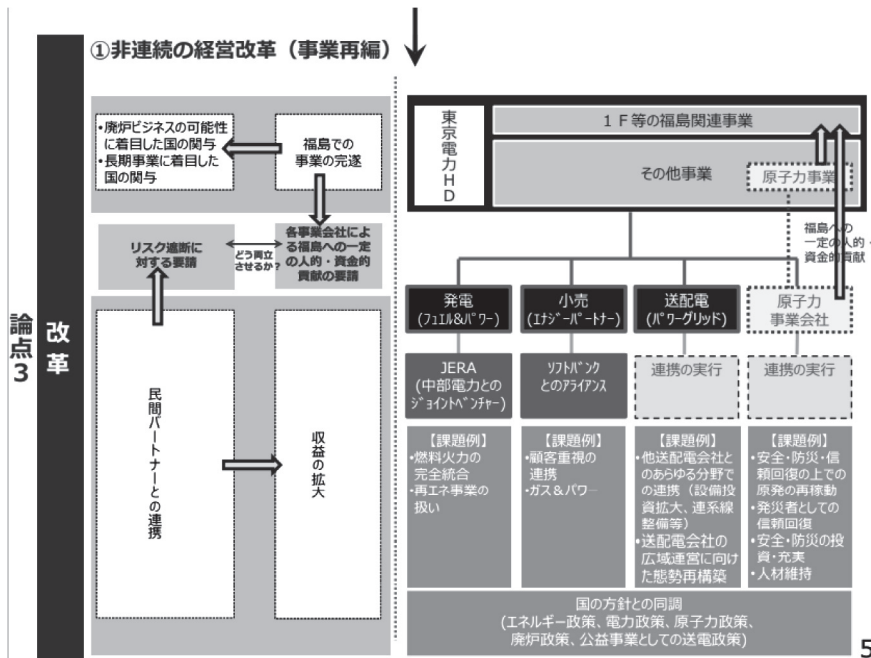 ①非連続の経営改革（事業再編）
論点3
改革
•廃炉ビジネスの可能性
に着目した国の関与
•長期事業に着目した
国の関与
福島での
事業の完遂
リスク遮断に
対する要請
どう両立
させるか？
各事業会社によ
る福島への一定
の人的・資金的
貢献の要請
民間パートナーとの連携
収益の拡大
東京電力HD
１Ｆ等の福島関連事業
その他事業
原子力事業
福島への
一定の人的・
資金的貢献
発電
(フュエル&パワー)
小売
(エナジーパートナー)
送配電
(パワーグリッド)
原子力
事業会社
JERA
(中部電力との
ジョイントベンチャー)
ソフトバンク
とのアライアンス
連携の実行
連携の実行
【課題例】
•燃料火力の
完全統合
•再エネ事業の
扱い
【課題例】
•顧客重視の
連携
•ガス＆パワー
【課題例】
•他送配電会社と
のあらゆる分野で
の連携（設備投
資拡大、連系線
整備等）
•送配電会社の
広域運営に向け
た態勢再構築
【課題例】
•安全・防災・信
頼回復の上での
原発の再稼動
•発災者としての
信頼回復
•安全・防災の投
資・充実
•人材維持
国の方針との同調
(エネルギー政策、電力政策、原子力政策、
廃炉政策、公益事業としての送電政策)
5